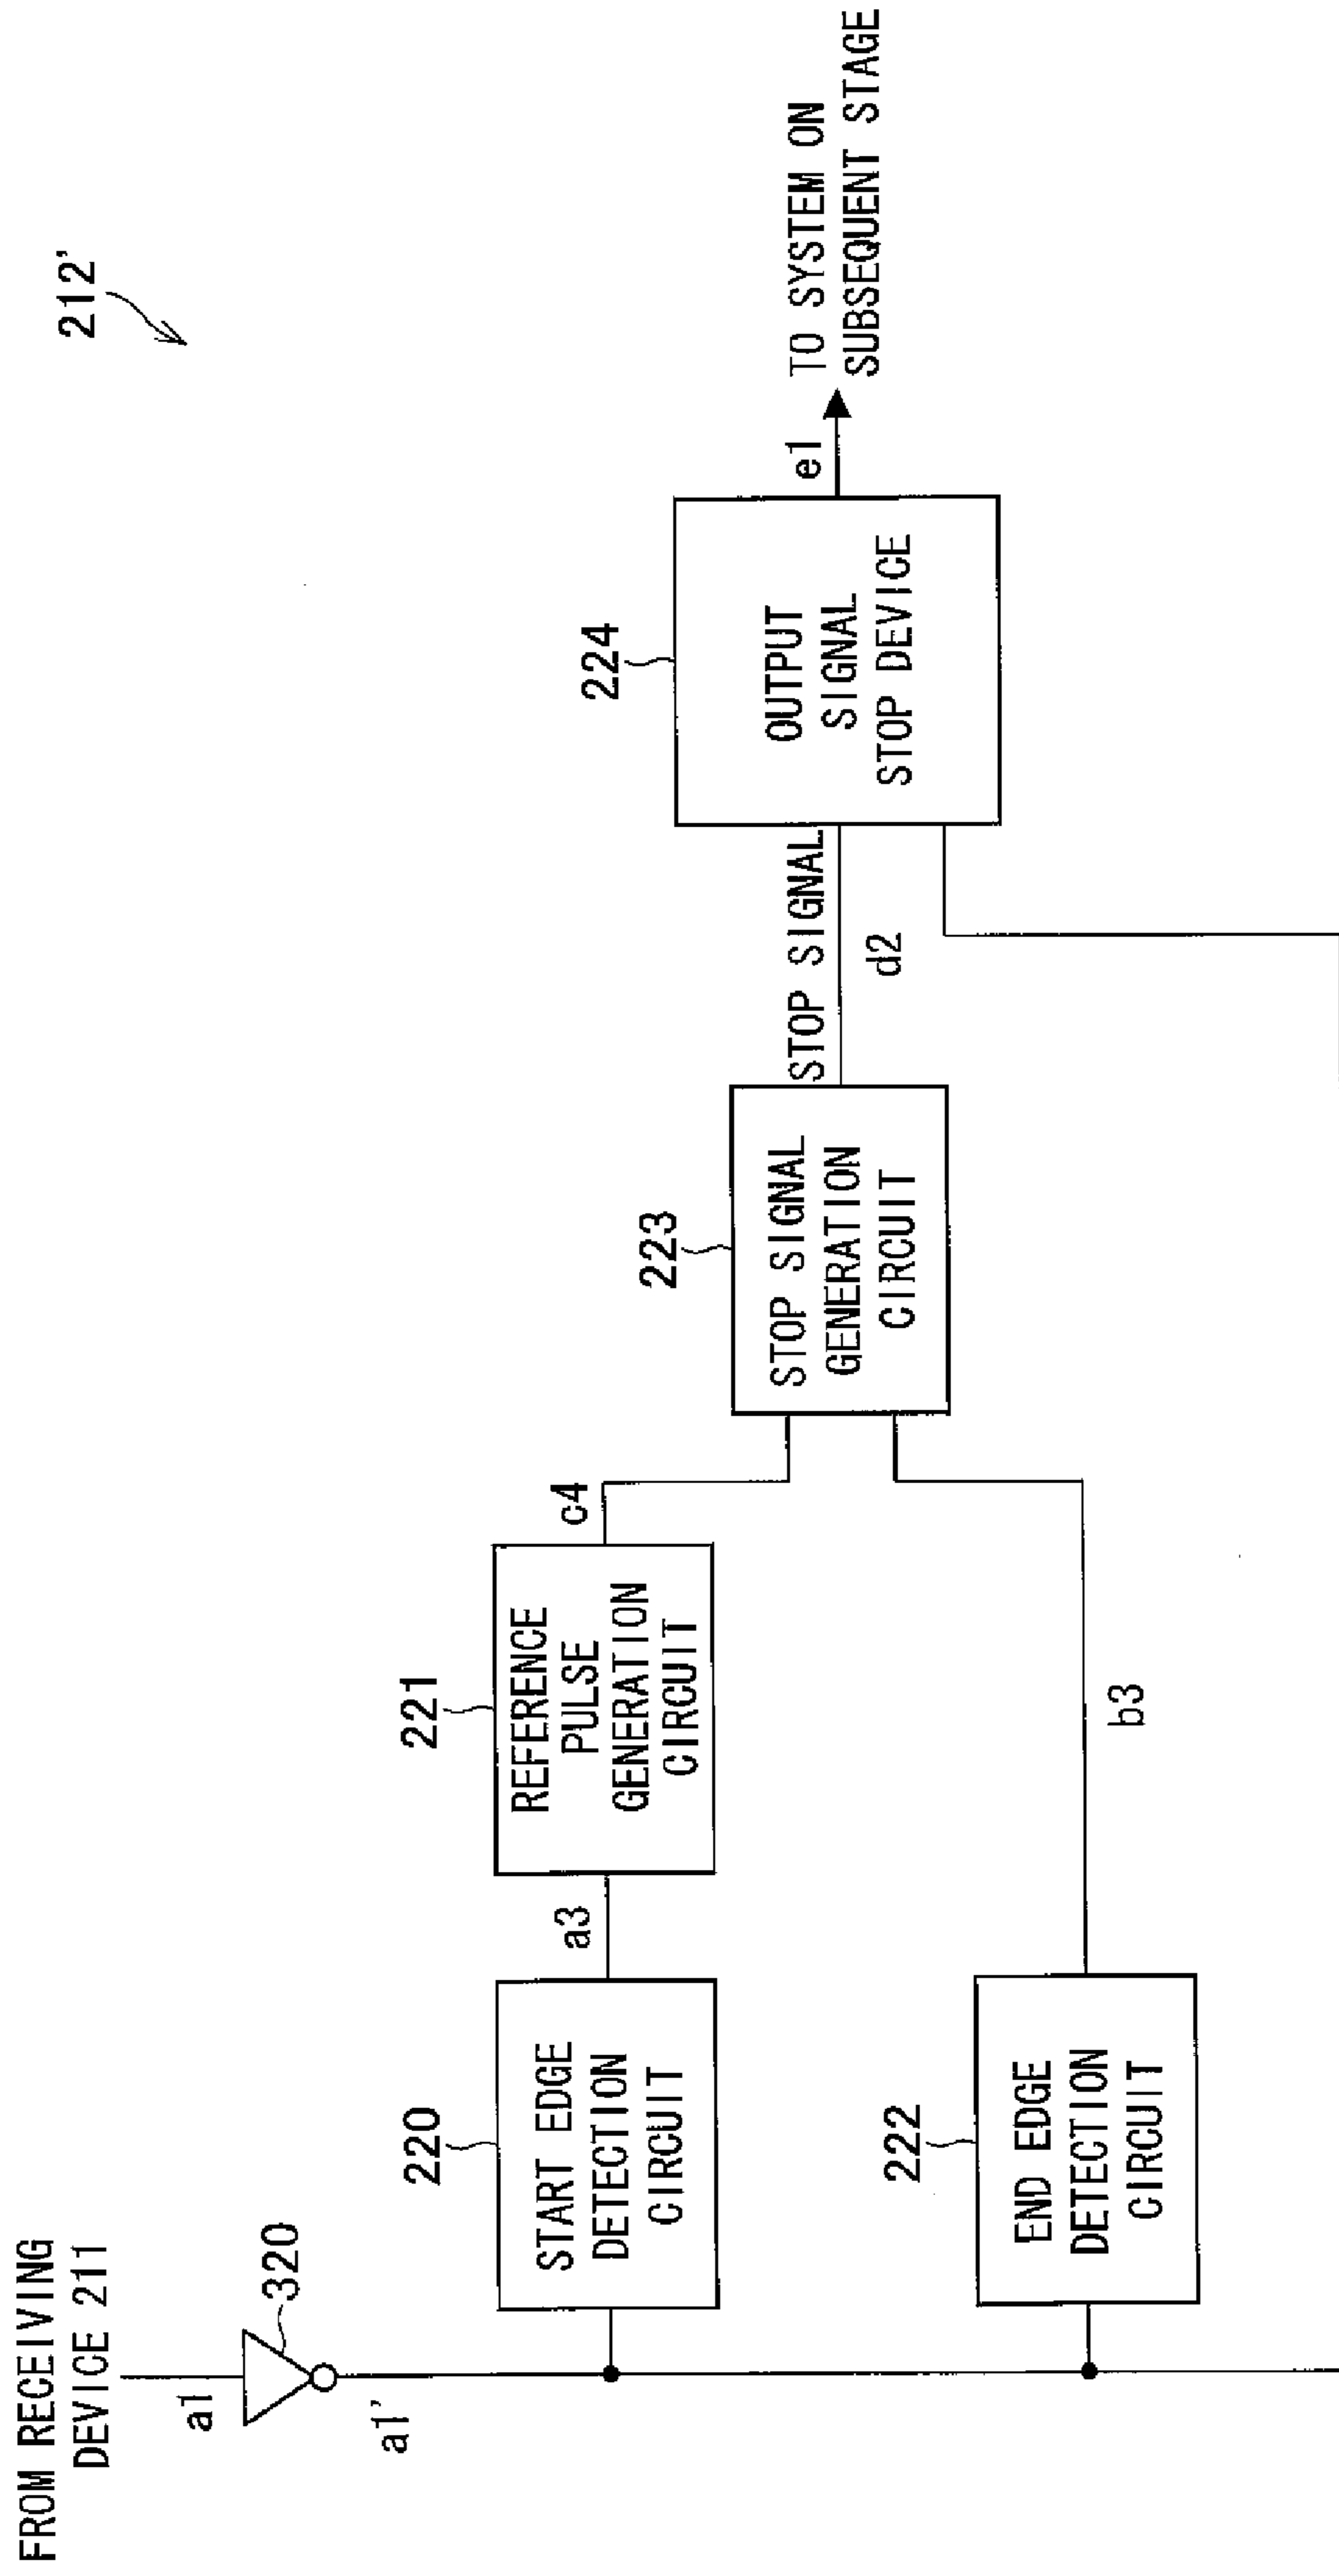 212'
FROM RECEIVING
DEVICE 211
a1
320
a1'
220
START EDGE
DETECTION
CIRCUIT
a3
221
REFERENCE
PULSE
GENERATION
CIRCUIT
c4
222
END EDGE
DETECTION
CIRCUIT
b3
223
STOP SIGNAL
GENERATION
CIRCUIT
STOP SIGNAL
d2
224
OUTPUT
SIGNAL
STOP DEVICE
e1
TO SYSTEM ON
SUBSEQUENT STAGE